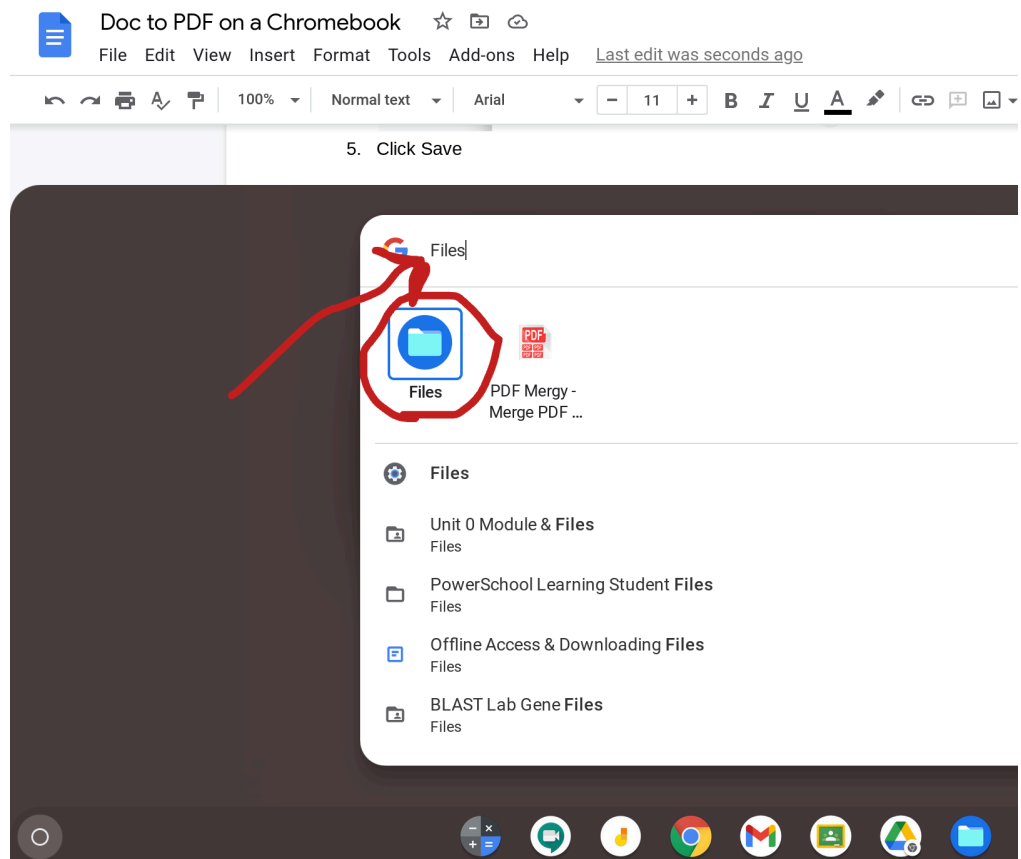 Doc to PDF on a Chromebook
File Edit View Insert Format Tools Add-ons Help Last edit was seconds ago
100% Normal text Arial - 11 + B I U A
5. Click Save
Files
PDF
Files
PDF Mergy -
Merge PDF ...
Files
Unit 0 Module & Files
Files
PowerSchool Learning Student Files
Files
Offline Access & Downloading Files
Files
BLAST Lab Gene Files
Files